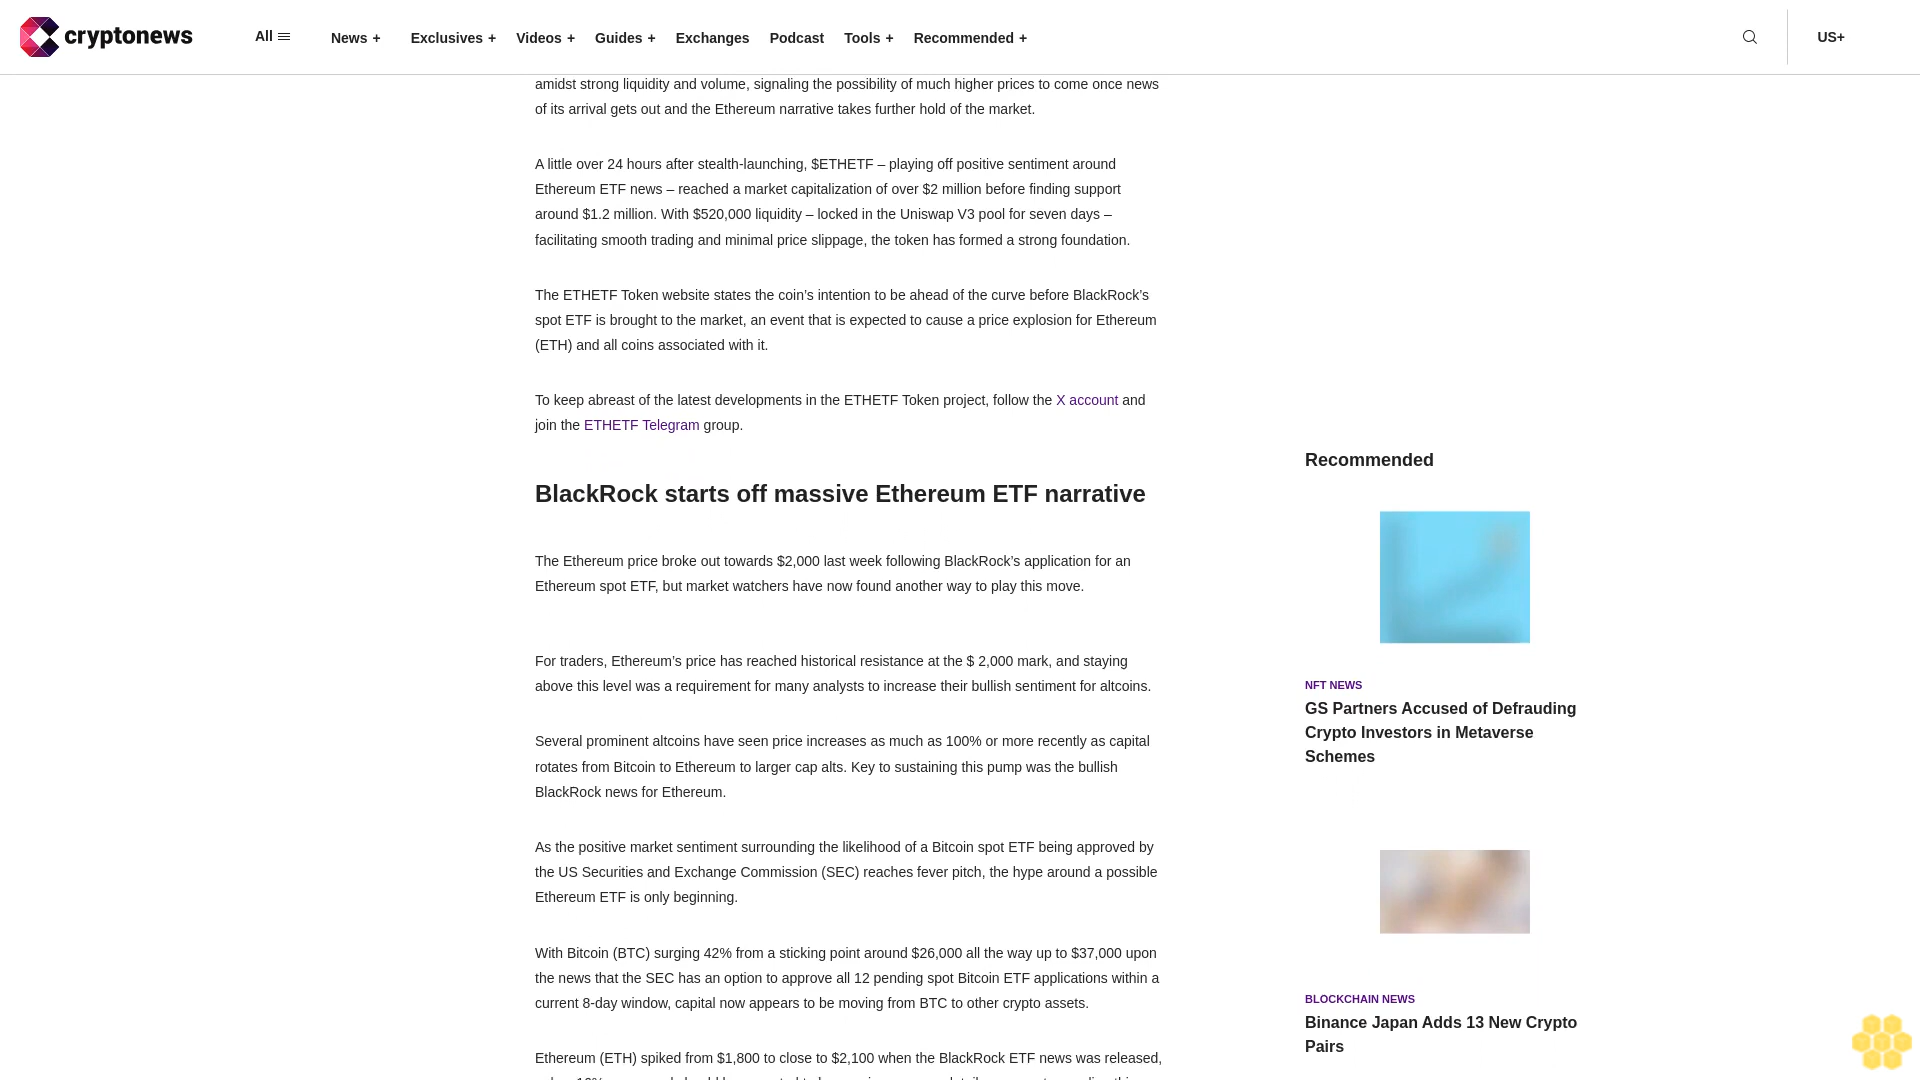 cryptonews
All
News +
Exclusives +
Videos +
Guides +
Exchanges
Podcast
Tools +
Recommended +
US+
amidst strong liquidity and volume, signaling the possibility of much higher prices to come once news
of its arrival gets out and the Ethereum narrative takes further hold of the market.
A little over 24 hours after stealth-launching, $ETHETF – playing off positive sentiment around
Ethereum ETF news – reached a market capitalization of over $2 million before finding support
around $1.2 million. With $520,000 liquidity – locked in the Uniswap V3 pool for seven days –
facilitating smooth trading and minimal price slippage, the token has formed a strong foundation.
The ETHETF Token website states the coin’s intention to be ahead of the curve before BlackRock’s
spot ETF is brought to the market, an event that is expected to cause a price explosion for Ethereum
(ETH) and all coins associated with it.
To keep abreast of the latest developments in the ETHETF Token project, follow the X account and
join the ETHETF Telegram group.
BlackRock starts off massive Ethereum ETF narrative
The Ethereum price broke out towards $2,000 last week following BlackRock’s application for an
Ethereum spot ETF, but market watchers have now found another way to play this move.
For traders, Ethereum’s price has reached historical resistance at the $ 2,000 mark, and staying
above this level was a requirement for many analysts to increase their bullish sentiment for altcoins.
Several prominent altcoins have seen price increases as much as 100% or more recently as capital
rotates from Bitcoin to Ethereum to larger cap alts. Key to sustaining this pump was the bullish
BlackRock news for Ethereum.
As the positive market sentiment surrounding the likelihood of a Bitcoin spot ETF being approved by
the US Securities and Exchange Commission (SEC) reaches fever pitch, the hype around a possible
Ethereum ETF is only beginning.
With Bitcoin (BTC) surging 42% from a sticking point around $26,000 all the way up to $37,000 upon
the news that the SEC has an option to approve all 12 pending spot Bitcoin ETF applications within a
current 8-day window, capital now appears to be moving from BTC to other crypto assets.
Ethereum (ETH) spiked from $1,800 to close to $2,100 when the BlackRock ETF news was released,
Recommended
NFT NEWS
GS Partners Accused of Defrauding
Crypto Investors in Metaverse
Schemes
BLOCKCHAIN NEWS
Binance Japan Adds 13 New Crypto
Pairs